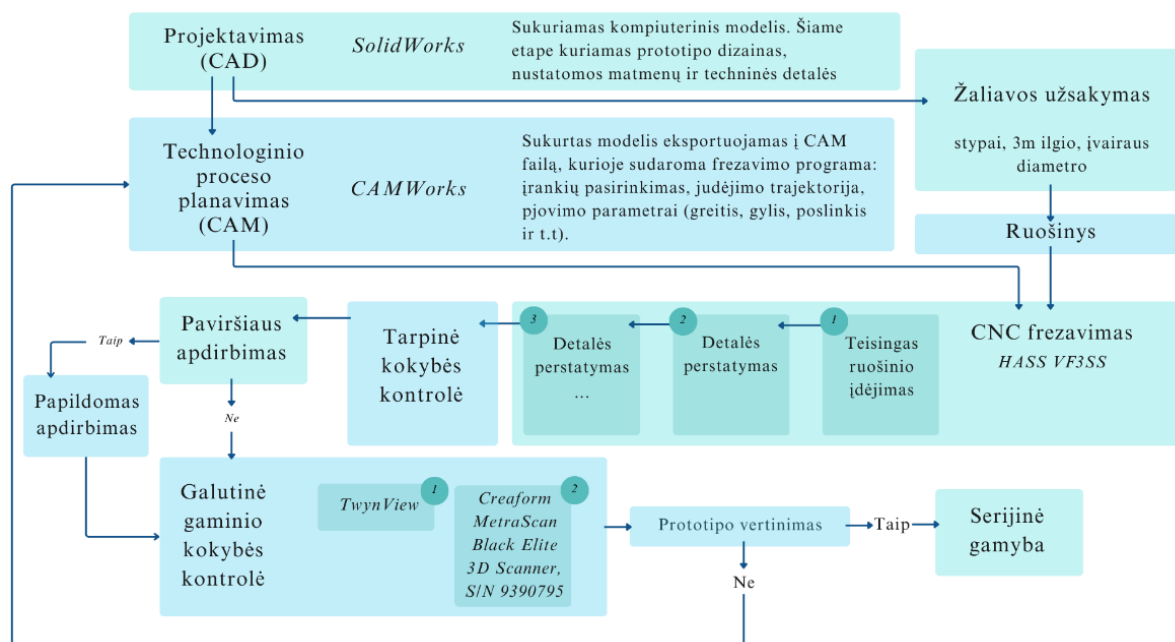 Projektavimas
(CAD)
SolidWorks
Sukuriamas kompiuterinis modelis. Šiame
etape kuriamas prototipo dizainas,
nustatomos matmenų ir techninės detalės
Žaliavos užsakymas
stypai, 3m ilgio, įvairaus
diametro
Technologinio
proceso
planavimas
(CAM)
CAMWorks
Sukurtas modelis eksportuojamas į CAM
failą, kurioje sudaroma frezavimo programa:
įrankių pasirinkimas, judėjimo trajektorija,
pjovimo parametrai (greitis, gylis, poslinkis
ir t.t).
Ruošinys
CNC frezavimas
HASS VF3SS
1
Teisingas
ruošinio
įdėjimas
2
Detalės
perstatymas
3
Detalės
perstatymas
...
Tarpinė
kokybės
kontrolė
Paviršiaus
apdirbimas
Taip
Papildomas
apdirbimas
Ne
Galutinė
gaminio
kokybės
kontrolė
1
TwynView
2
Creaform
MetraScan
Black Elite
3D Scanner,
S/N 9390795
Prototipo vertinimas
Taip
Serijinė
gamyba
Ne